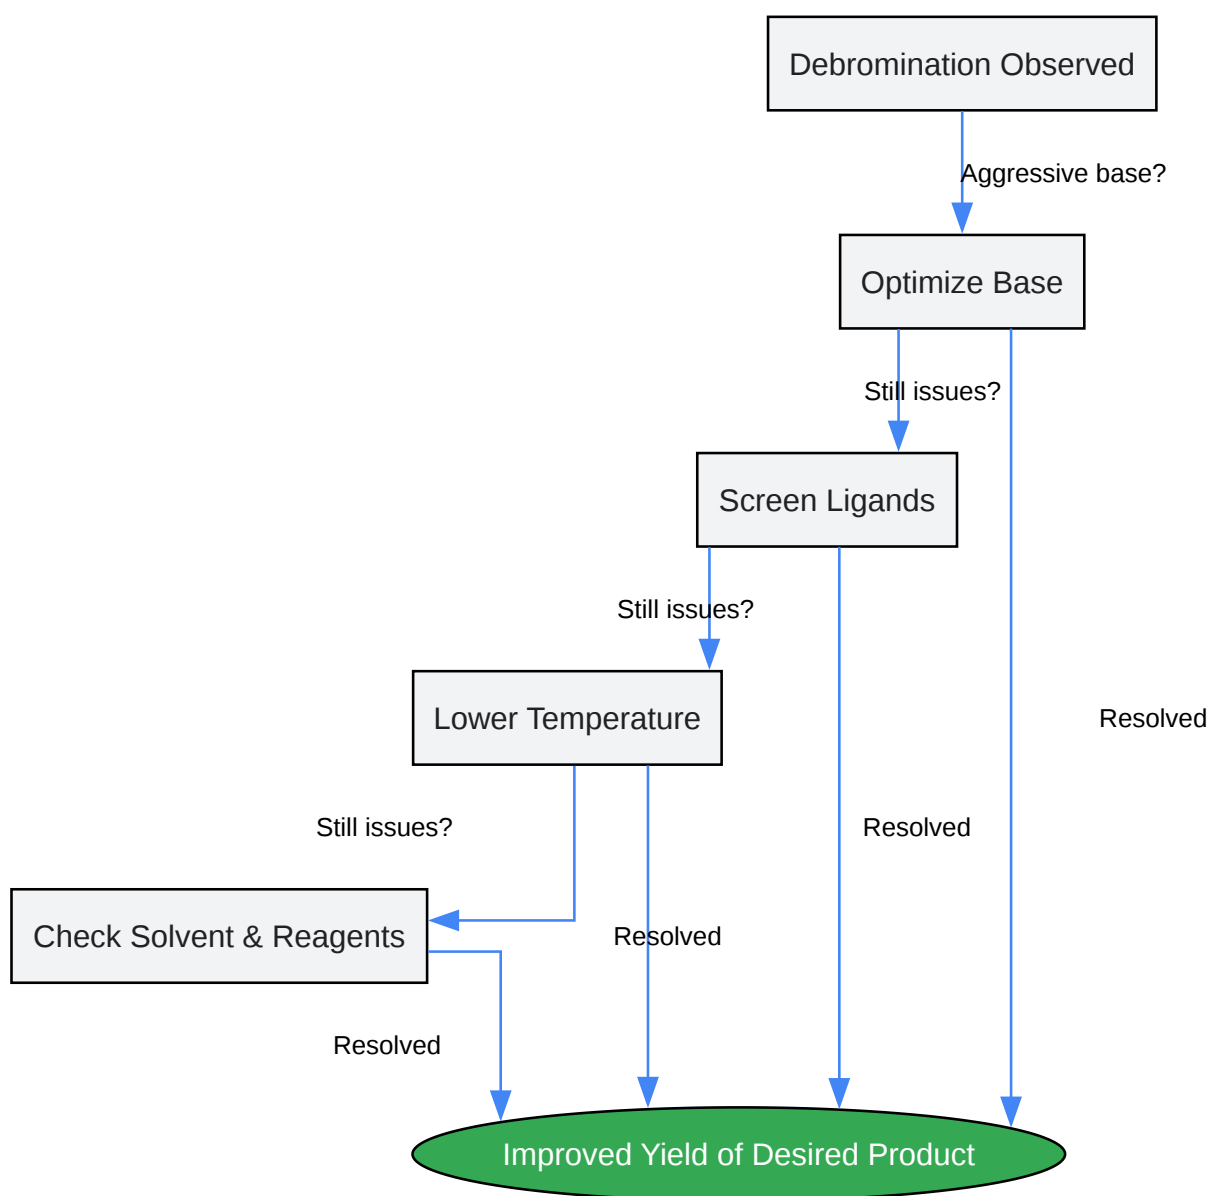 Debromination Observed
Aggressive base?
Optimize Base
Still issues?
Screen Ligands
Still issues?
Lower Temperature
Resolved
Still issues?
Resolved
Check Solvent & Reagents
Resolved
Resolved
Improved Yield of Desired Product